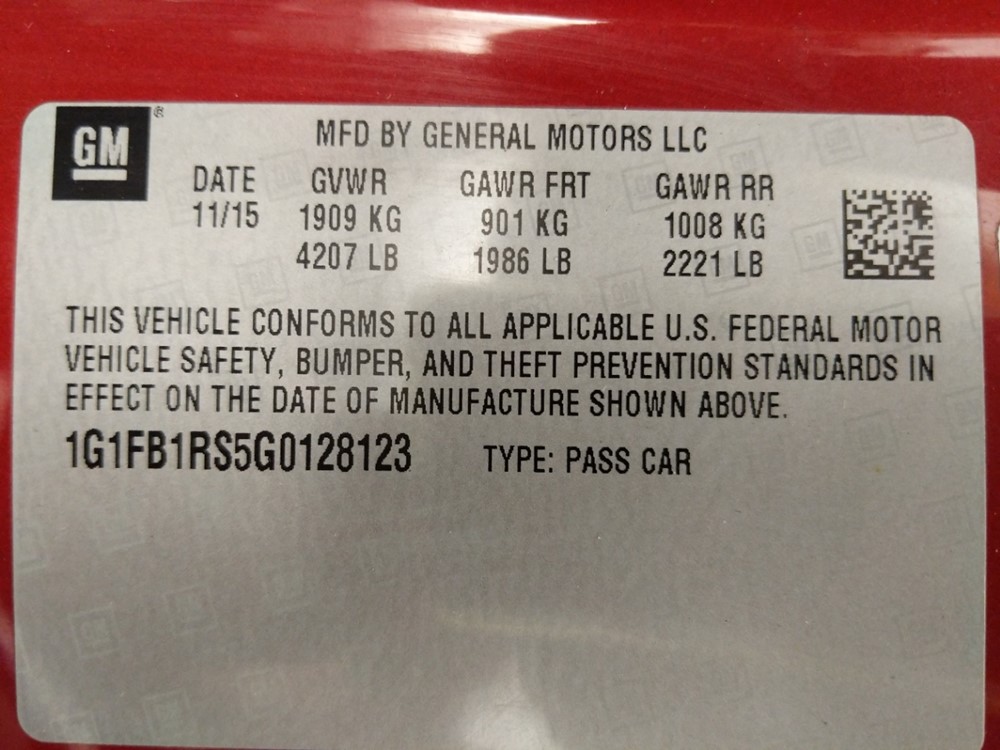 GM ®
MFD BY GENERAL MOTORS LLC
DATE GVWR GAWR FRT GAWR RR
11/15 1909 KG 901 KG 1008 KG
4207 LB 1986 LB 2221 LB
THIS VEHICLE CONFORMS TO ALL APPLICABLE U.S. FEDERAL MOTOR
VEHICLE SAFETY, BUMPER, AND THEFT PREVENTION STANDARDS IN
EFFECT ON THE DATE OF MANUFACTURE SHOWN ABOVE.
1G1FB1RS5G0128123 TYPE: PASS CAR